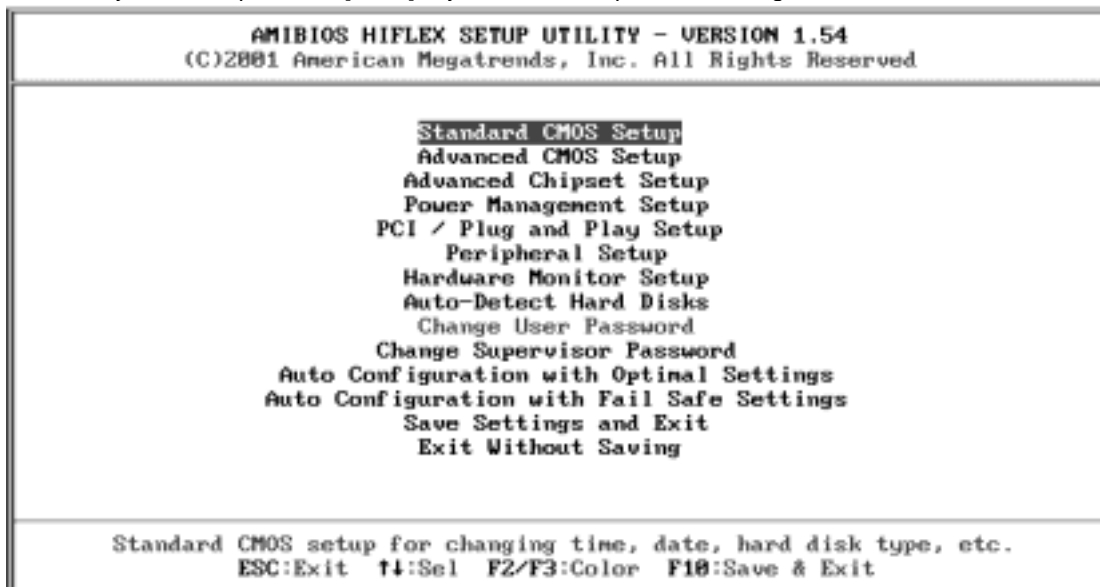 AMIBIOS HIFLEX SETUP UTILITY - VERSION 1.54
(C)2001 American Megatrends, Inc. All Rights Reserved
Standard CMOS Setup
Advanced CMOS Setup
Advanced Chipset Setup
Power Management Setup
PCI / Plug and Play Setup
Peripheral Setup
Hardware Monitor Setup
Auto-Detect Hard Disks
Change User Password
Change Supervisor Password
Auto Configuration with Optimal Settings
Auto Configuration with Fail Safe Settings
Save Settings and Exit
Exit Without Saving
Standard CMOS setup for changing time, date, hard disk type, etc.
ESC:Exit ↑↓:Sel F2/F3:Color F10:Save & Exit